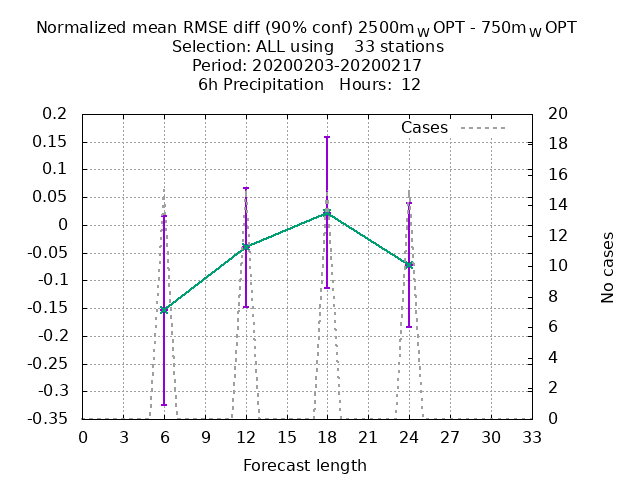 Normalized mean RMSE diff (90% conf) 2500m_W OPT - 750m_W OPT
Selection: ALL using    33 stations
Period: 20200203-20200217
6h Precipitation   Hours:  12
0.2
0.15
0.1
0.05
0
-0.05
-0.1
-0.15
-0.2
-0.25
-0.3
-0.35
Cases
20
18
16
14
12
10
8
6
4
2
0
No cases
0 3 6 9 12 15 18 21 24 27 30 33
Forecast length